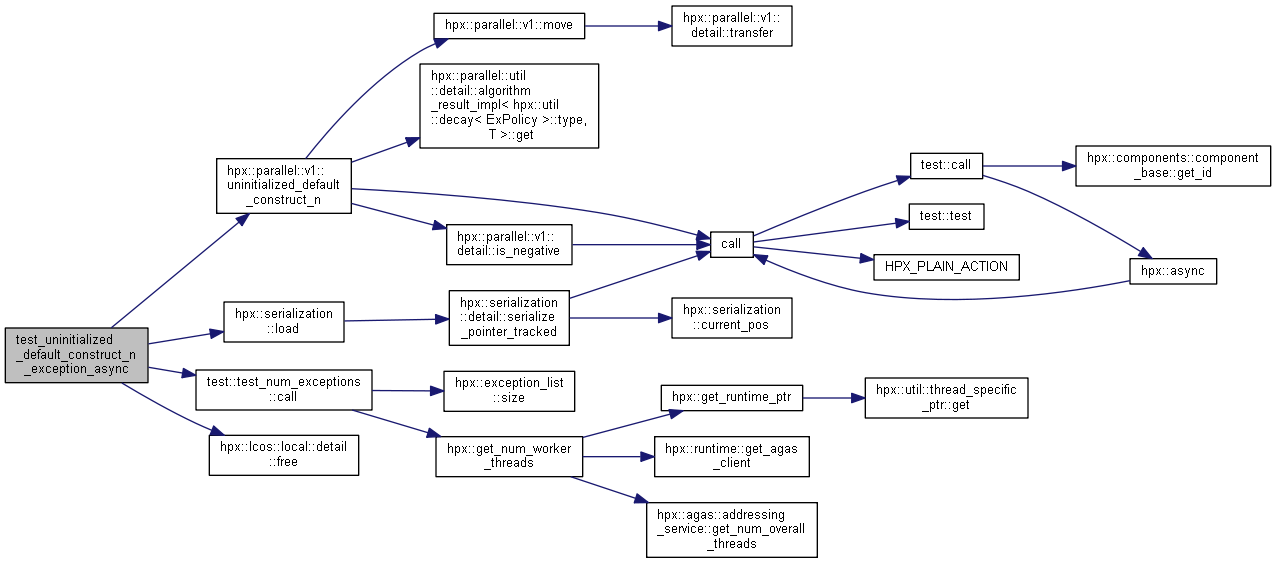 hpx::parallel::v1::move
hpx::parallel::v1::
detail::transfer
hpx::parallel::util
::detail::algorithm
_result_impl< hpx::util
::decay< ExPolicy >::type,
T >::get
hpx::parallel::v1::
uninitialized_default
_construct_n
test::call
hpx::components::component
_base::get_id
test::test
hpx::parallel::v1::
detail::is_negative
call
HPX_PLAIN_ACTION
hpx::async
hpx::serialization
::load
hpx::serialization
::detail::serialize
_pointer_tracked
hpx::serialization
::current_pos
test_uninitialized
_default_construct_n
_exception_async
test::test_num_exceptions
::call
hpx::exception_list
::size
hpx::get_runtime_ptr
hpx::util::thread_specific
_ptr::get
hpx::lcos::local::detail
::free
hpx::get_num_worker
_threads
hpx::runtime::get_agas
_client
hpx::agas::addressing
_service::get_num_overall
_threads